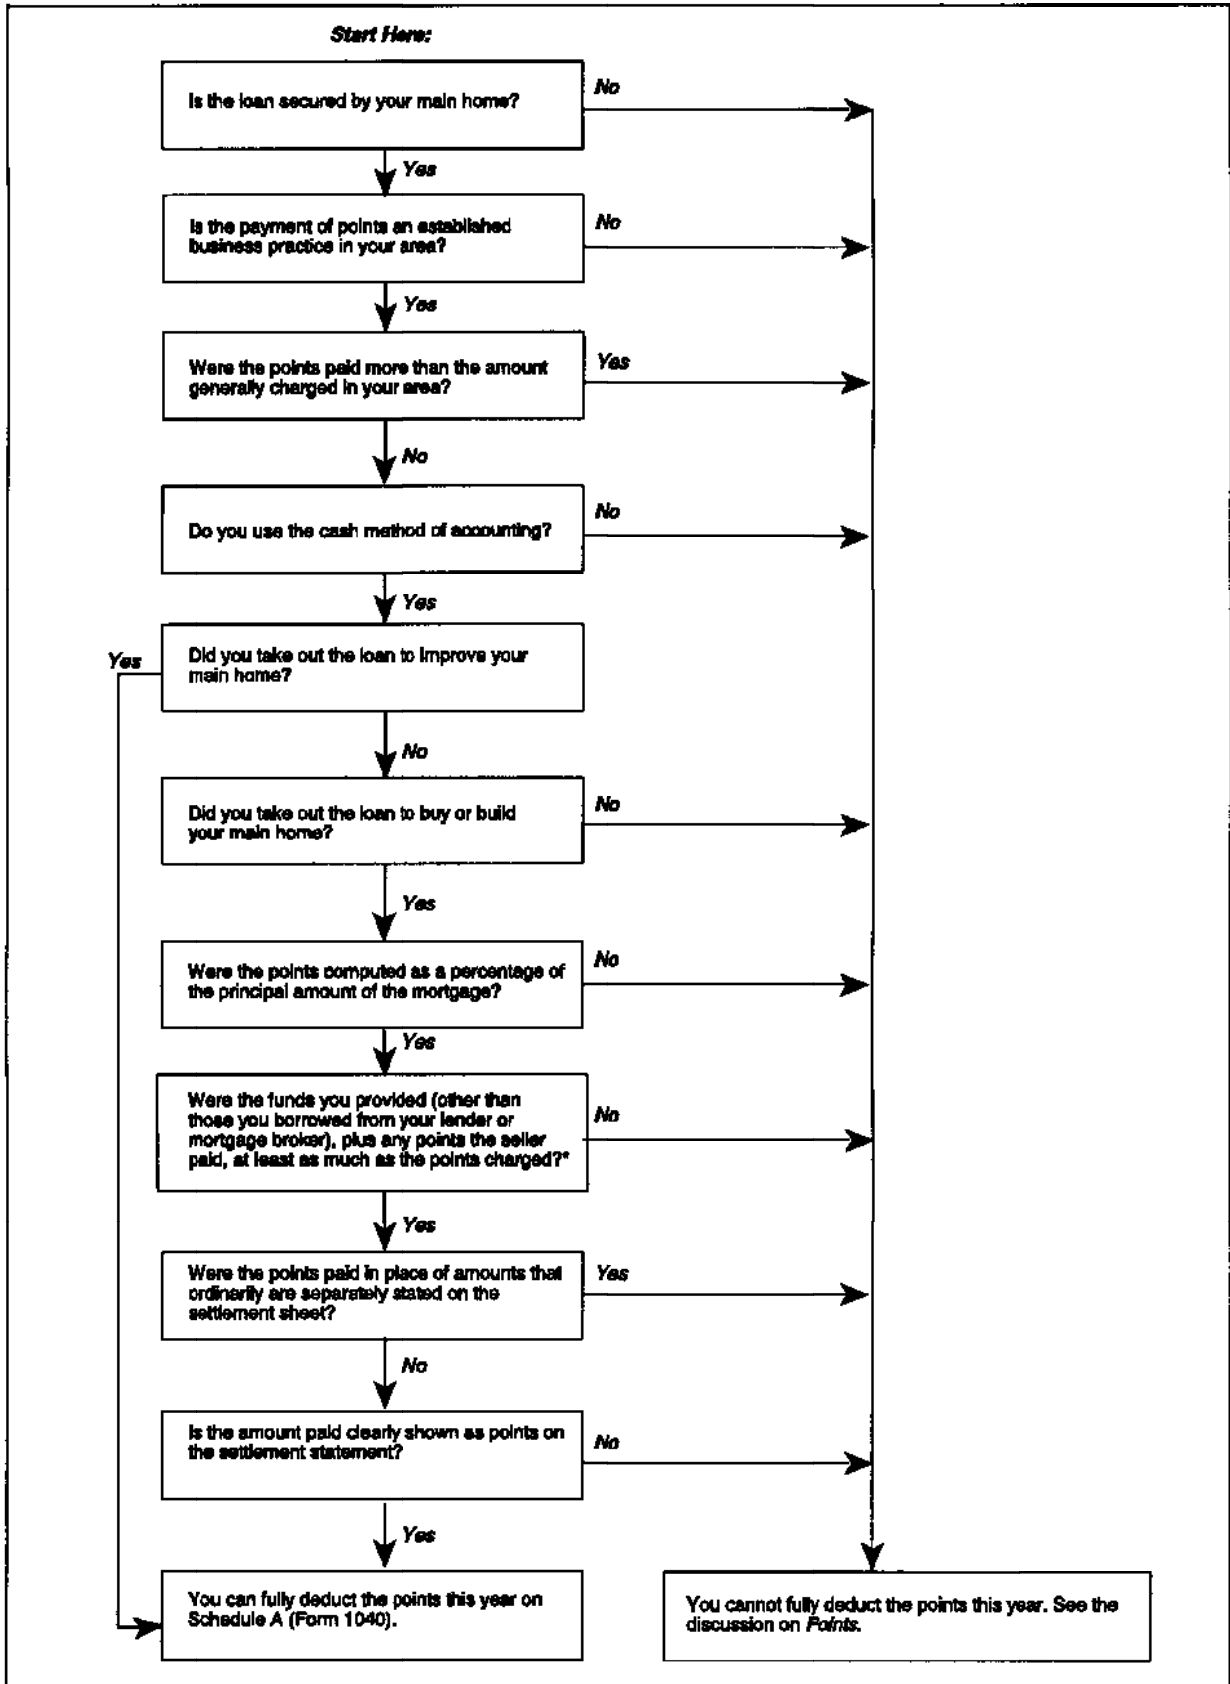 Start Here:
Is the loan secured by your main home?
No
Yes
Is the payment of points an established
business practice in your area?
No
Yes
Were the points paid more than the amount
generally charged in your area?
Yes
No
Do you use the cash method of accounting?
No
Yes
Did you take out the loan to improve your
main home?
Yes
No
Did you take out the loan to buy or build
your main home?
No
Yes
Were the points computed as a percentage of
the principal amount of the mortgage?
No
Yes
Were the funds you provided (other than
those you borrowed from your lender or
mortgage broker), plus any points the seller
paid, at least as much as the points charged?*
No
Yes
Were the points paid in place of amounts that
ordinarily are separately stated on the
settlement sheet?
Yes
No
Is the amount paid clearly shown as points on
the settlement statement?
No
Yes
You can fully deduct the points this year on
Schedule A (Form 1040).
You cannot fully deduct the points this year. See the
discussion on Points.